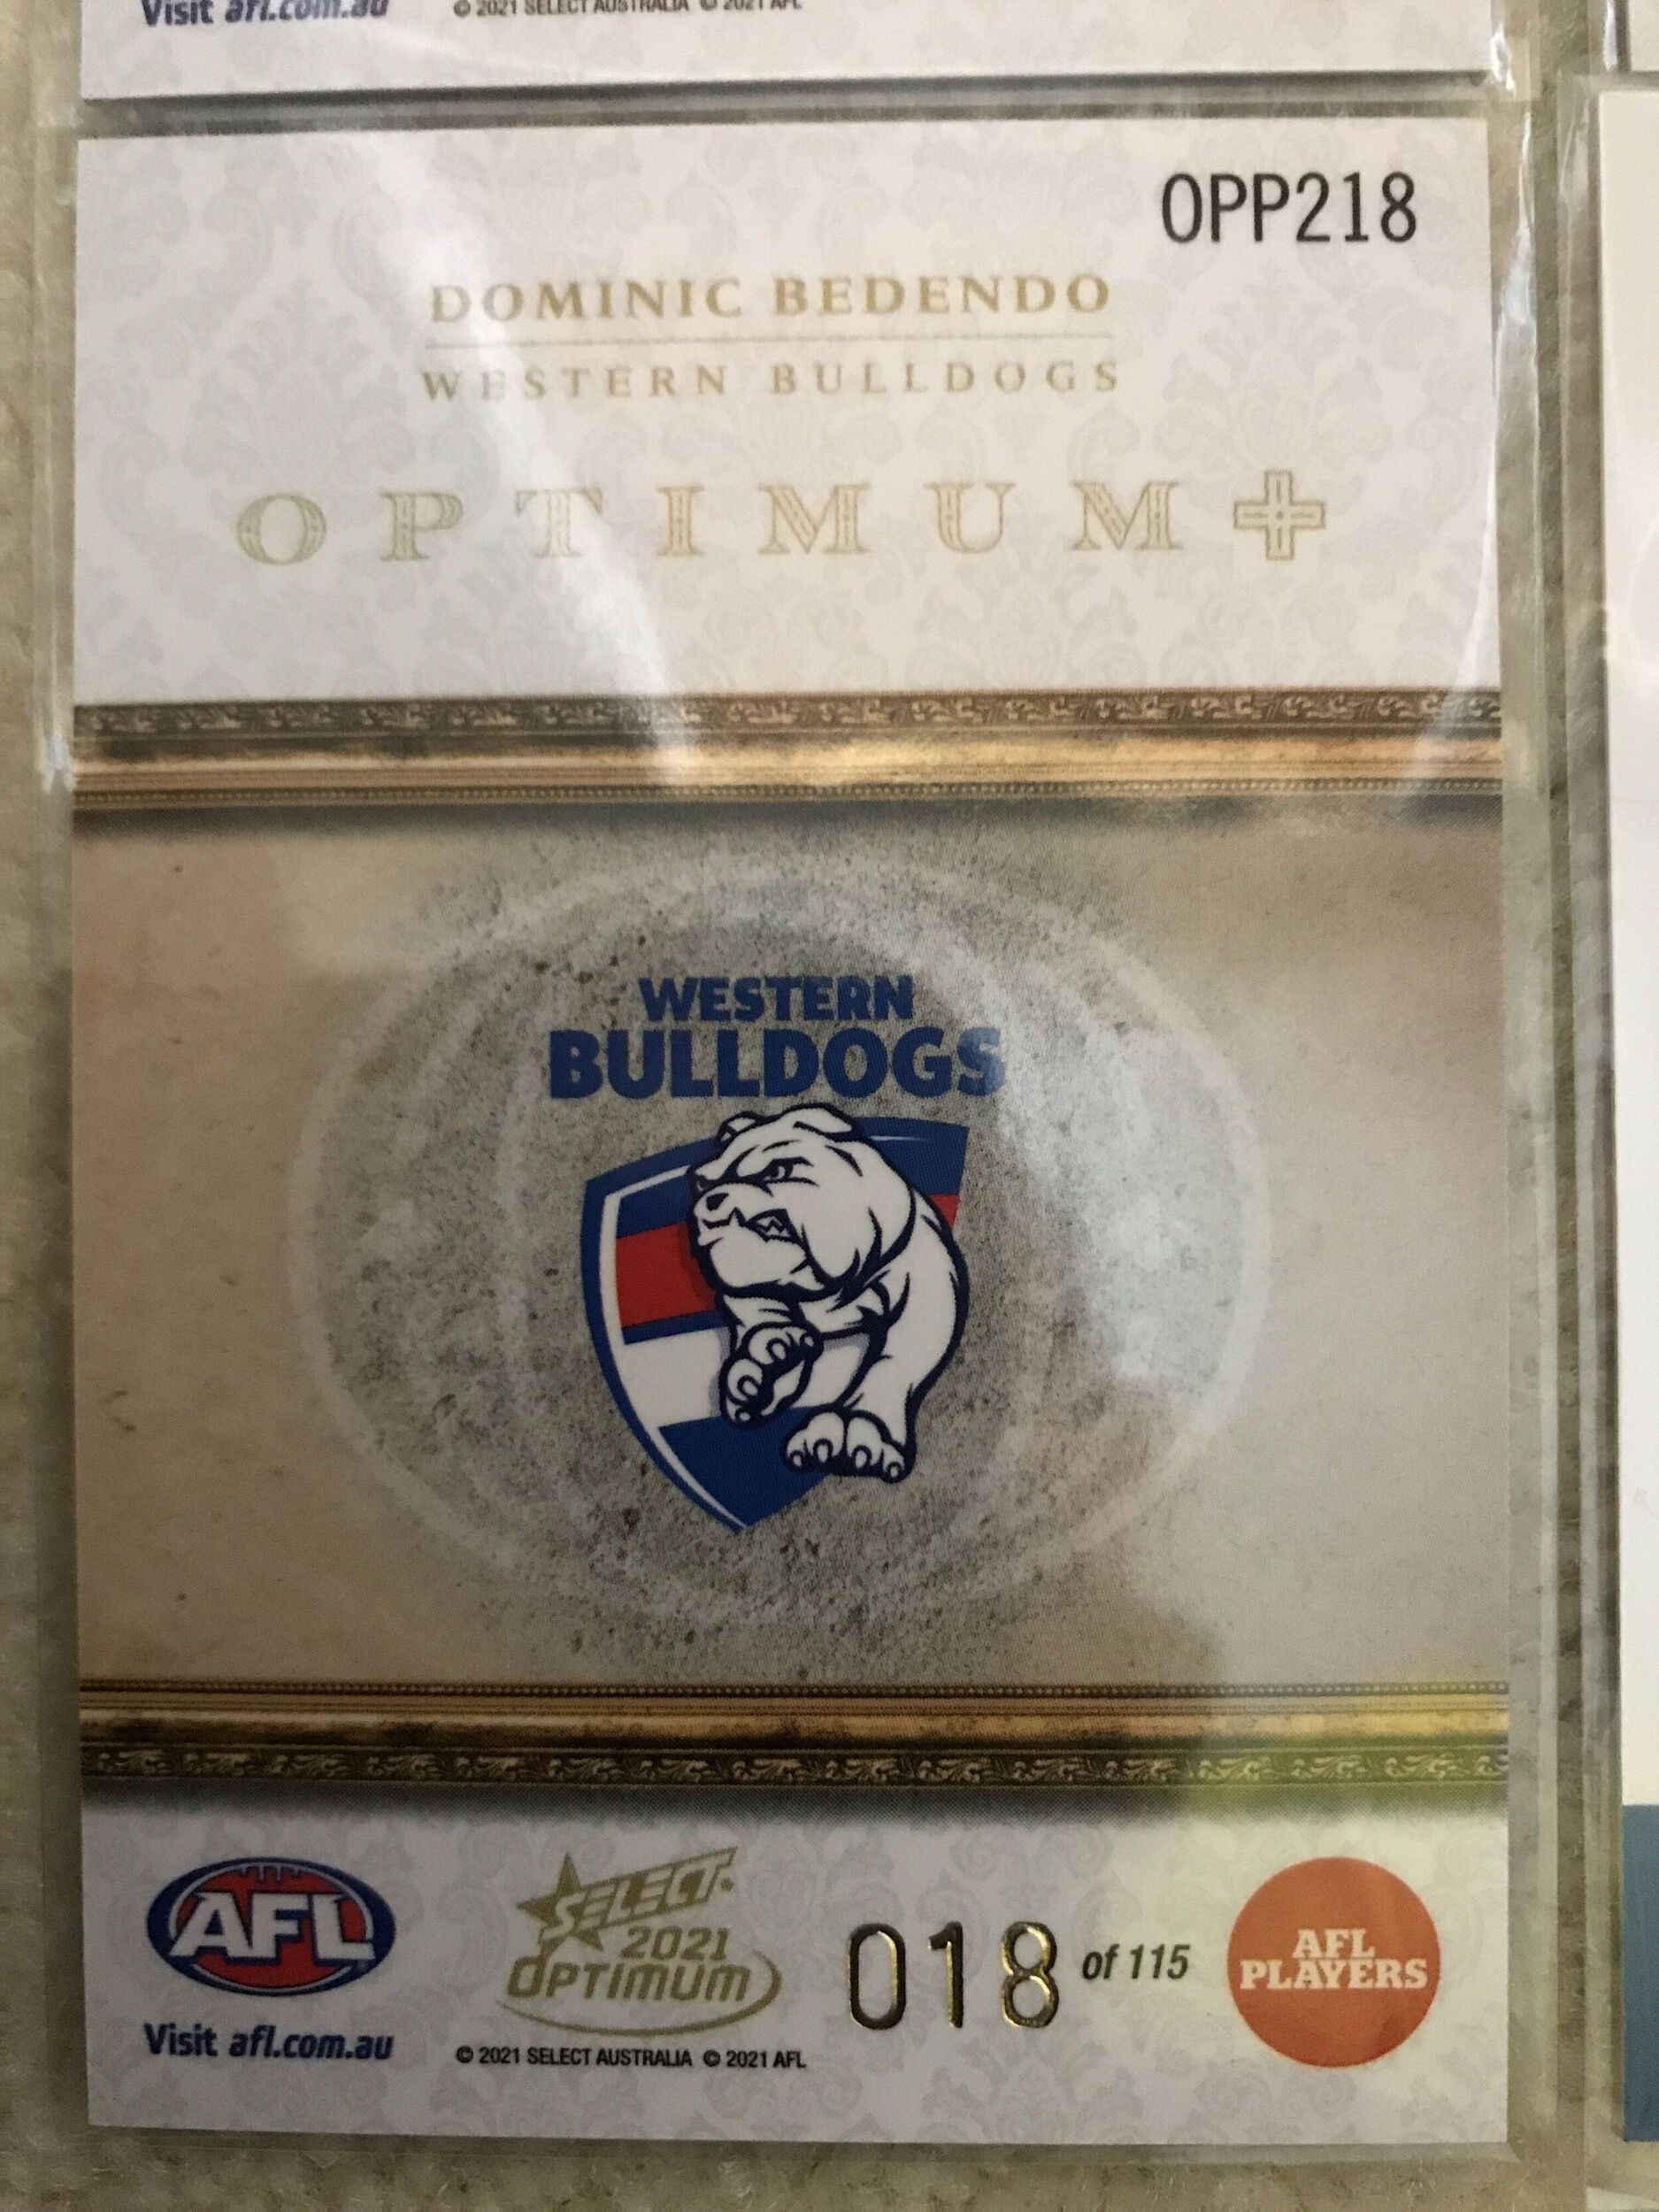 Visit afl.com.au
© 2021 SELECT AUSTRALIA © 2021 AFL
OPP218
DOMINIC BEDENDO
WESTERN BULLDOGS
OPTIMUM+
WESTERN
BULLDOGS
AFL
Visit afl.com.au
SELECT
2021
OPTIMUM
© 2021 SELECT AUSTRALIA © 2021 AFL
018 of 115
AFL
PLAYERS